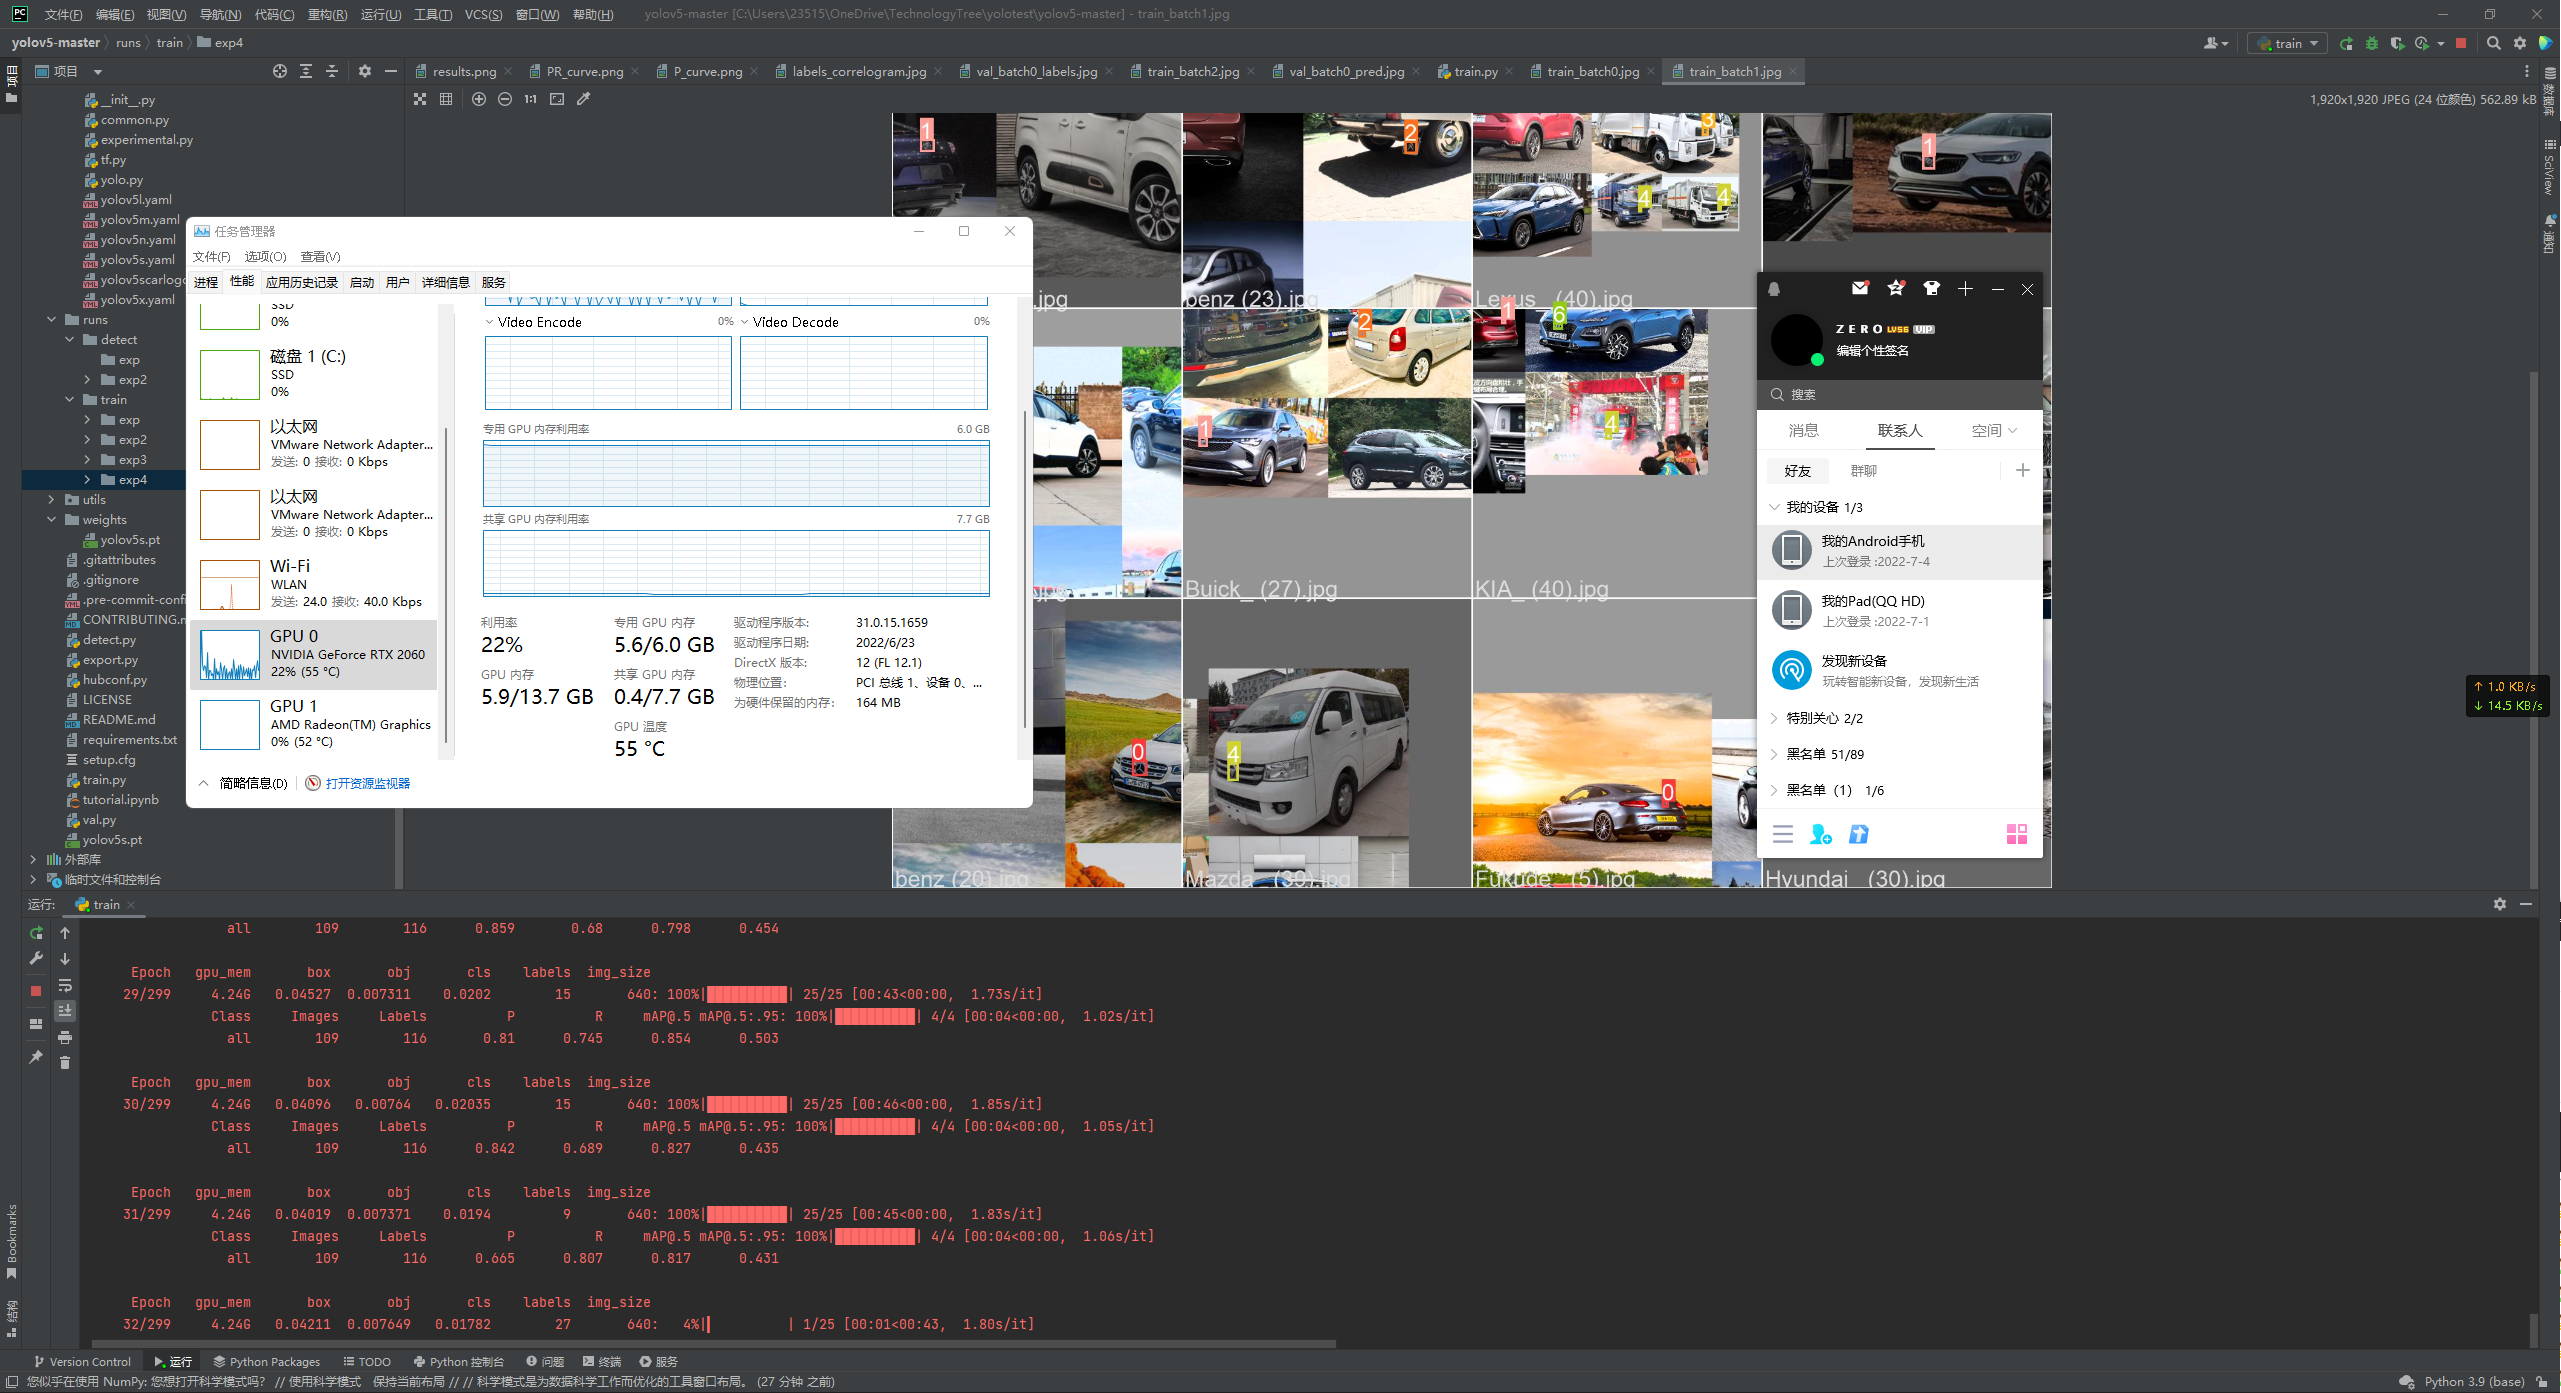 文件(F) 编辑(E) 视图(V) 导航(N) 代码(C) 重构(R) 运行(U) 工具(T) VCS(S) 窗口(W) 帮助(H) yolov5-master [C:\Users\23515\OneDrive\TechnologyTree\yolotest\yolov5-master] - train_batch1.jpg
yolov5-master runs train exp4
train
项目
results.png PR_curve.png P_curve.png labels_correlogram.jpg val_batch0_labels.jpg train_batch2.jpg val_batch0_pred.jpg train.py train_batch0.jpg train_batch1.jpg
1:1
1,920x1,920 JPEG (24 位颜色) 562.89 kB
项目
数据库
SciView
通知
__init__.py
common.py
experimental.py
tf.py
yolo.py
yolov5l.yaml
yolov5m.yaml
yolov5n.yaml
yolov5s.yaml
yolov5scarlogo
yolov5x.yaml
runs
detect
exp
exp2
train
exp
exp2
exp3
exp4
utils
weights
yolov5s.pt
.gitattributes
.gitignore
.pre-commit-confi
CONTRIBUTING.m
detect.py
export.py
hubconf.py
LICENSE
README.md
requirements.txt
setup.cfg
train.py
tutorial.ipynb
val.py
yolov5s.pt
外部库
临时文件和控制台
任务管理器
文件(F) 选项(O) 查看(V)
进程 性能 应用历史记录 启动 用户 详细信息 服务
SSD
0%
磁盘 1 (C:)
SSD
0%
以太网
VMware Network Adapter...
发送: 0 接收: 0 Kbps
以太网
VMware Network Adapter...
发送: 0 接收: 0 Kbps
Wi-Fi
WLAN
发送: 24.0 接收: 40.0 Kbps
GPU 0
NVIDIA GeForce RTX 2060
22% (55 °C)
GPU 1
AMD Radeon(TM) Graphics
0% (52 °C)
Video Encode 0% Video Decode 0%
专用 GPU 内存利用率 6.0 GB
共享 GPU 内存利用率 7.7 GB
利用率
22%
专用 GPU 内存
5.6/6.0 GB
GPU 内存
5.9/13.7 GB
共享 GPU 内存
0.4/7.7 GB
GPU 温度
55 °C
驱动程序版本: 31.0.15.1659
驱动程序日期: 2022/6/23
DirectX 版本: 12 (FL 12.1)
物理位置: PCI 总线 1、设备 0、...
为硬件保留的内存: 164 MB
简略信息(D) 打开资源监视器
1
2
3
4
4
1
.jpg
benz (23).jpg
Lexus_ (40).jpg
2
1
1
6
4
.jpg
Buick_ (27).jpg
KIA_ (40).jpg
0
4
0
benz (20).jpg
Mazda_ (39).jpg
Fukude_ (5).jpg
Hyundai_ (30).jpg
ZERO LV56 VIP
编辑个性签名
搜索
消息 联系人 空间
好友 群聊
我的设备 1/3
我的Android手机
上次登录 :2022-7-4
我的Pad(QQ HD)
上次登录 :2022-7-1
发现新设备
玩转智能新设备，发现新生活
特别关心 2/2
黑名单 51/89
黑名单（1） 1/6
↑ 1.0 KB/s
↓ 14.5 KB/s
运行: train
all 109 116 0.859 0.68 0.798 0.454
Epoch gpu_mem box obj cls labels img_size
29/299 4.24G 0.04527 0.007311 0.0202 15 640: 100%|██████████| 25/25 [00:43<00:00, 1.73s/it]
Class Images Labels P R mAP@.5 mAP@.5:.95: 100%|██████████| 4/4 [00:04<00:00, 1.02s/it]
all 109 116 0.81 0.745 0.854 0.503
Epoch gpu_mem box obj cls labels img_size
30/299 4.24G 0.04096 0.00764 0.02035 15 640: 100%|██████████| 25/25 [00:46<00:00, 1.85s/it]
Class Images Labels P R mAP@.5 mAP@.5:.95: 100%|██████████| 4/4 [00:04<00:00, 1.05s/it]
all 109 116 0.842 0.689 0.827 0.435
Epoch gpu_mem box obj cls labels img_size
31/299 4.24G 0.04019 0.007371 0.0194 9 640: 100%|██████████| 25/25 [00:45<00:00, 1.83s/it]
Class Images Labels P R mAP@.5 mAP@.5:.95: 100%|██████████| 4/4 [00:04<00:00, 1.06s/it]
all 109 116 0.665 0.807 0.817 0.431
Epoch gpu_mem box obj cls labels img_size
32/299 4.24G 0.04211 0.007649 0.01782 27 640: 4%|▍ | 1/25 [00:01<00:43, 1.80s/it]
Bookmarks
结构
Version Control 运行 Python Packages TODO Python 控制台 问题 终端 服务
您似乎在使用 NumPy: 您想打开科学模式吗? // 使用科学模式 保持当前布局 // // 科学模式是为数据科学工作而优化的工具窗口布局。 (27 分钟 之前)
Python 3.9 (base)